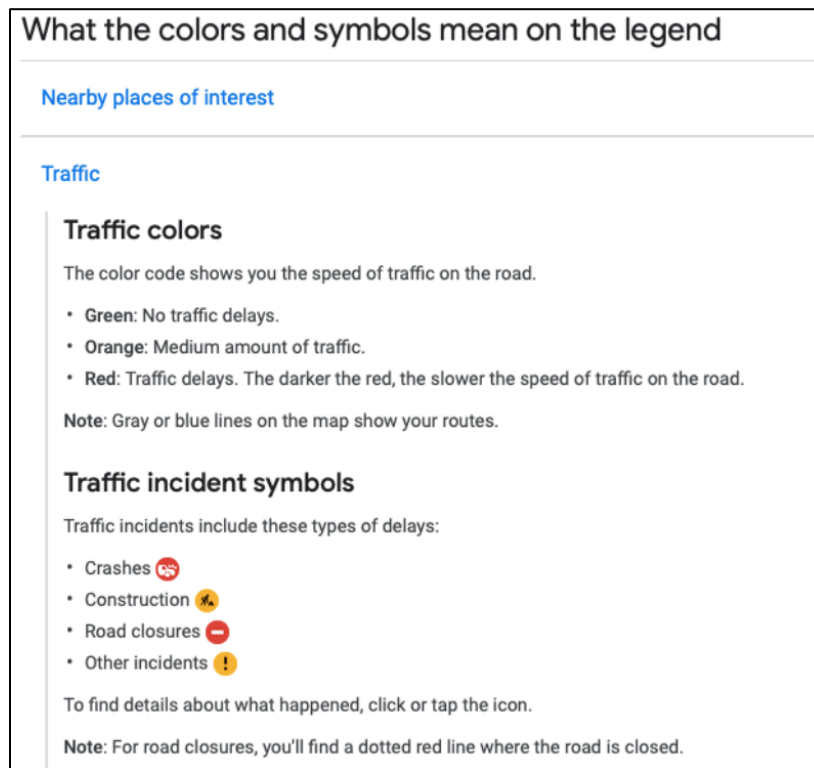 What the colors and symbols mean on the legend
Nearby places of interest
Traffic
Traffic colors
The color code shows you the speed of traffic on the road.
• Green: No traffic delays.
• Orange: Medium amount of traffic.
• Red: Traffic delays. The darker the red, the slower the speed of traffic on the road.
Note: Gray or blue lines on the map show your routes.
Traffic incident symbols
Traffic incidents include these types of delays:
• Crashes
• Construction
• Road closures
• Other incidents
To find details about what happened, click or tap the icon.
Note: For road closures, you'll find a dotted red line where the road is closed.